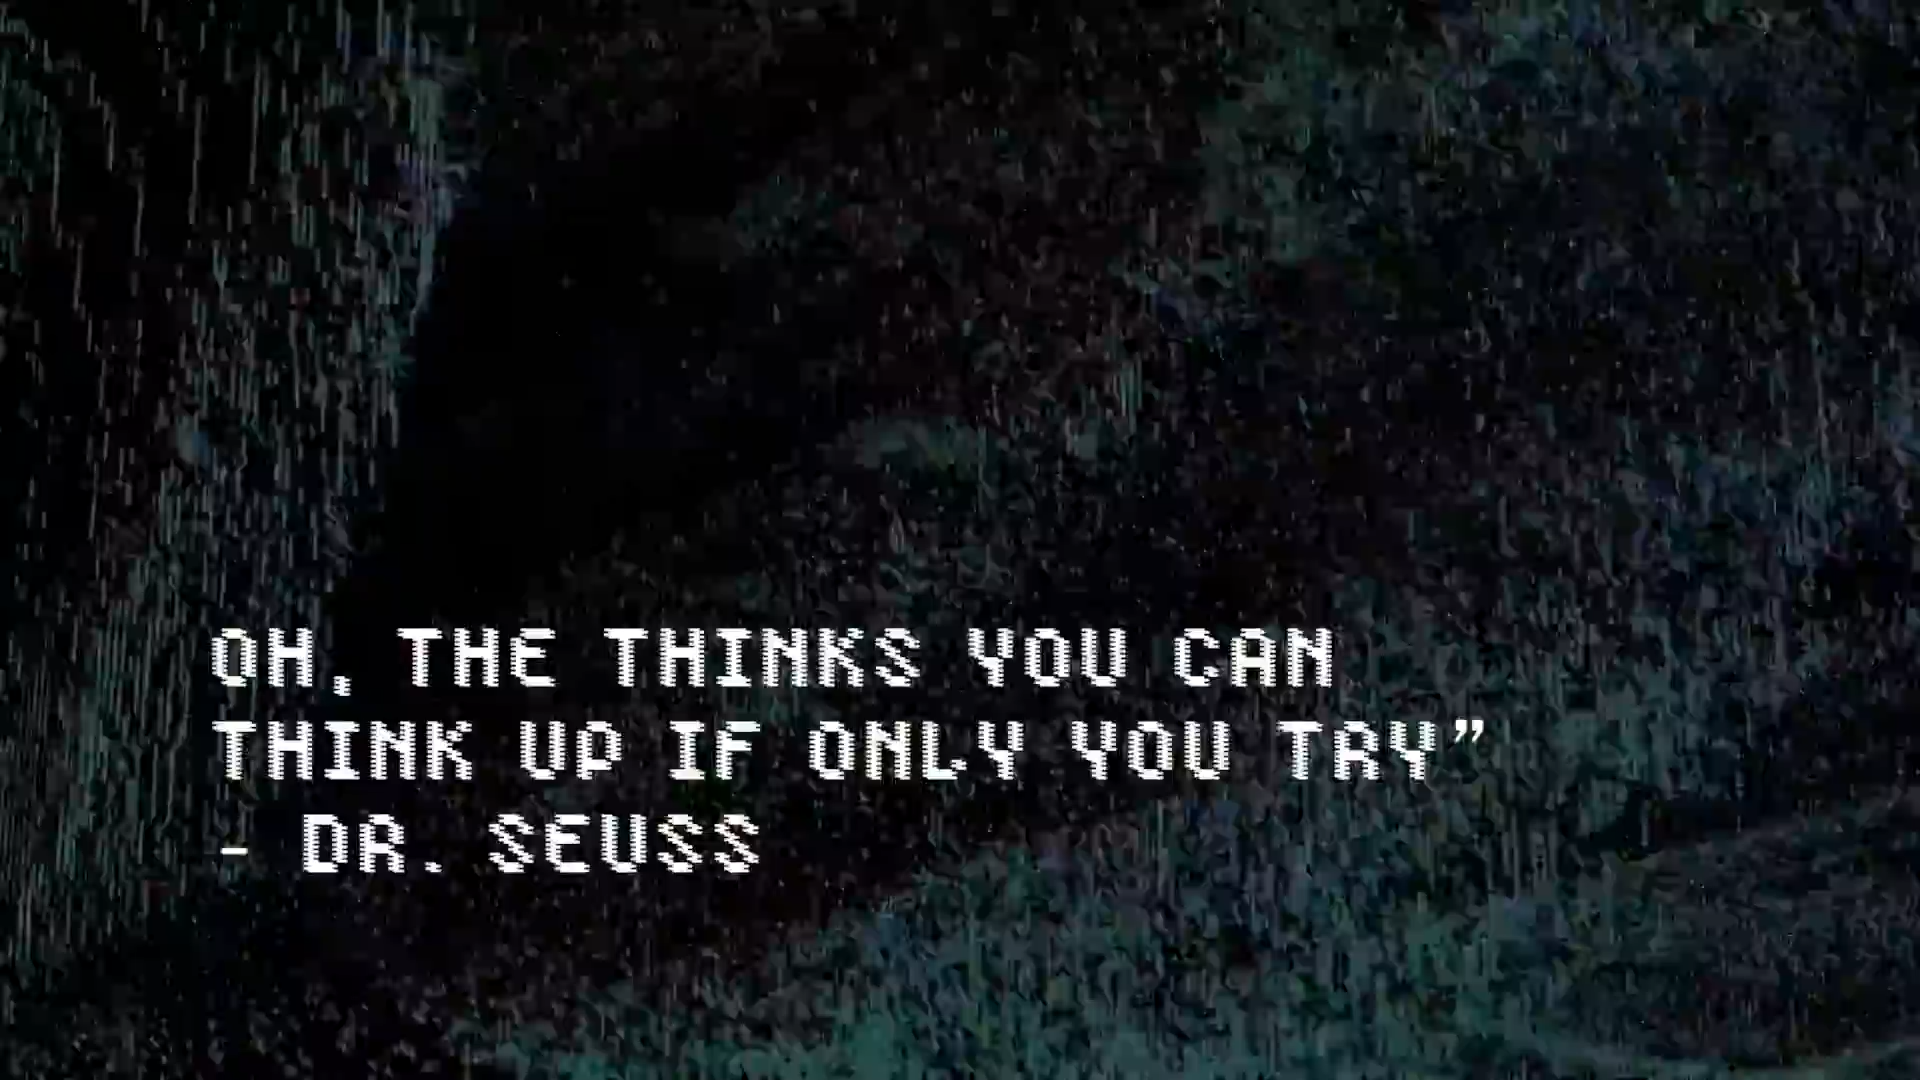 OH, THE THINKS YOU CAN
THINK UP IF ONLY YOU TRY”
- DR. SEUSS